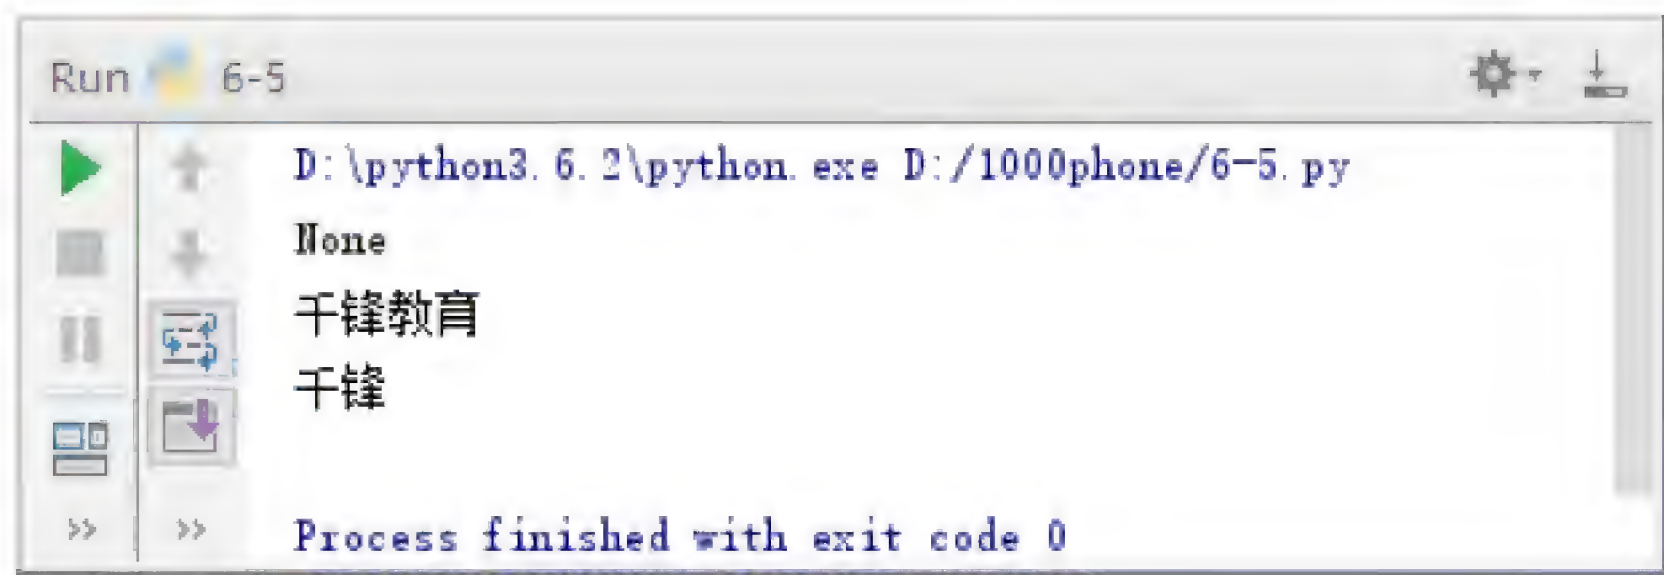 Run 6-5
D:\python3.6.2\python.exe D:/1000phone/6-5.py
None
千锋教育
千锋
Process finished with exit code 0